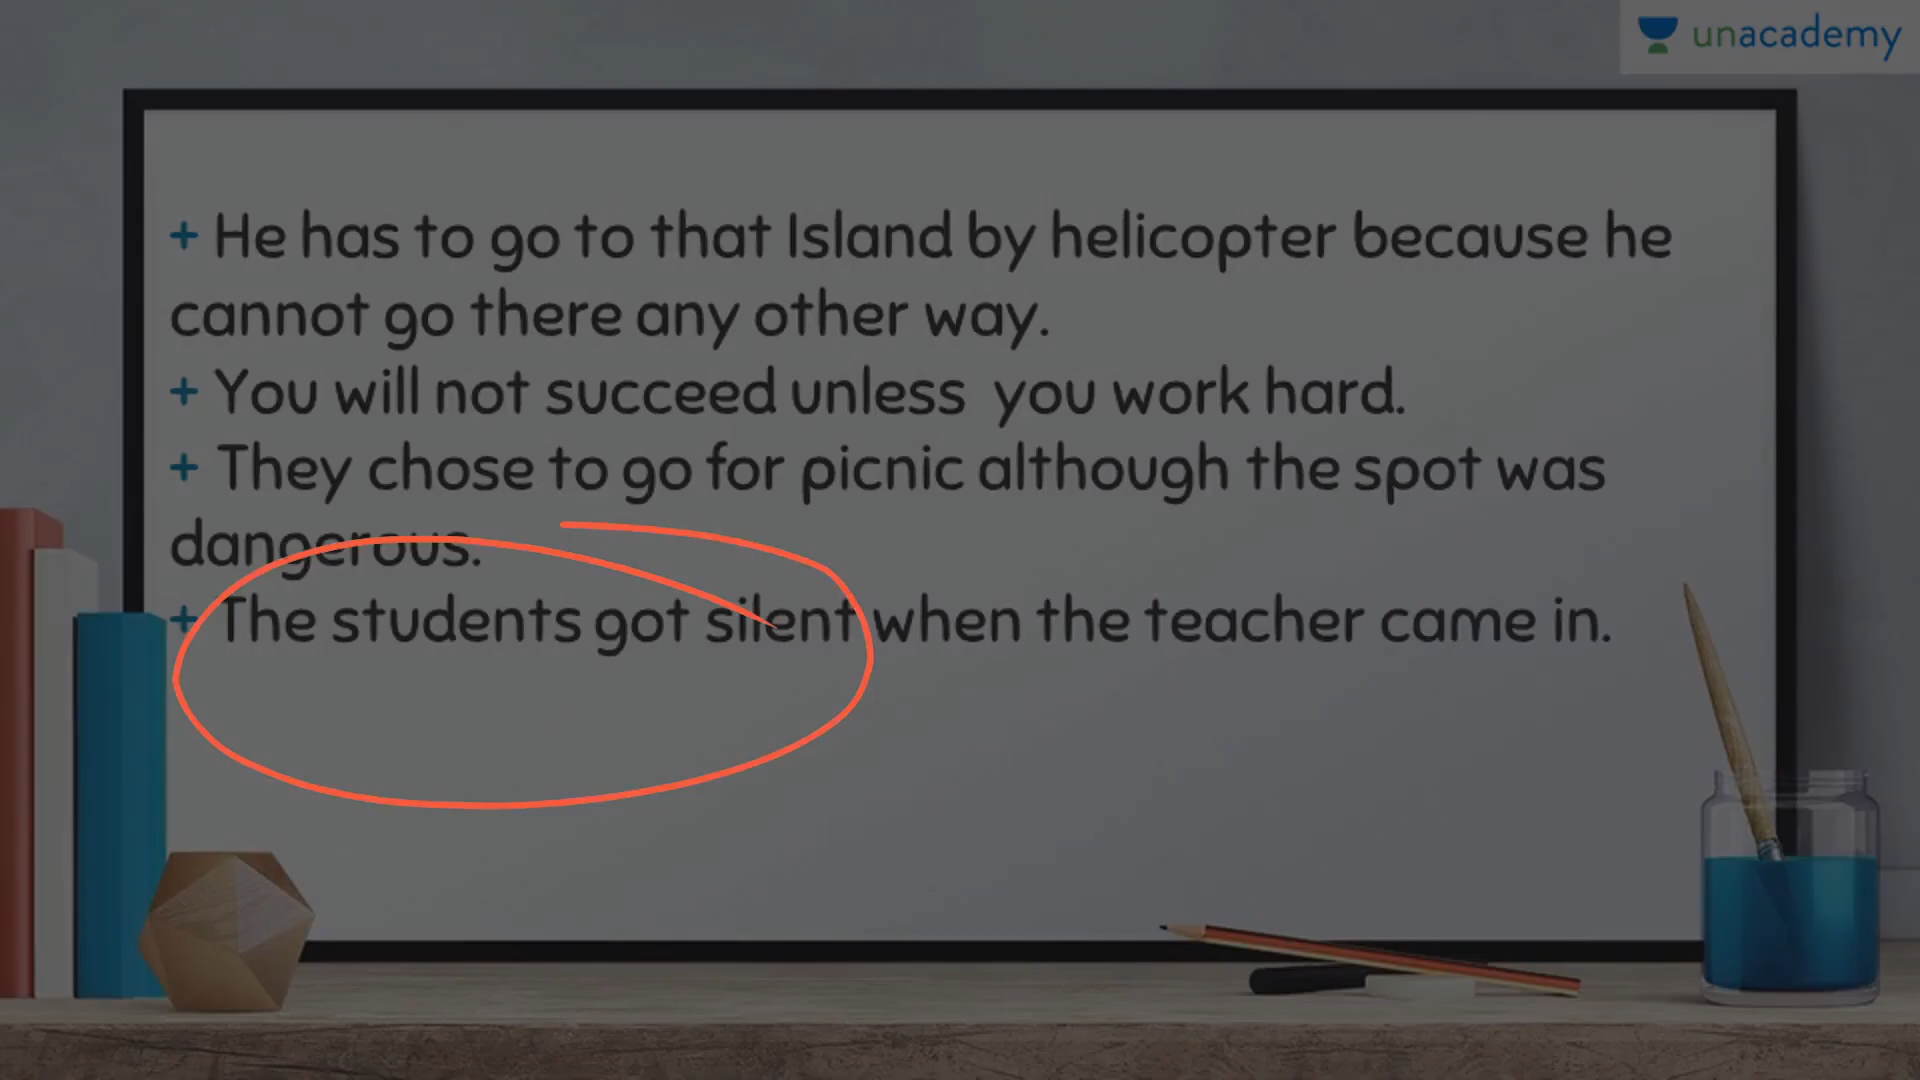 unacademy
+ He has to go to that Island by helicopter because he
cannot go there any other way.
+ You will not succeed unless you work hard.
+ They chose to go for picnic although the spot was
dangerous.
+ The students got silent when the teacher came in.